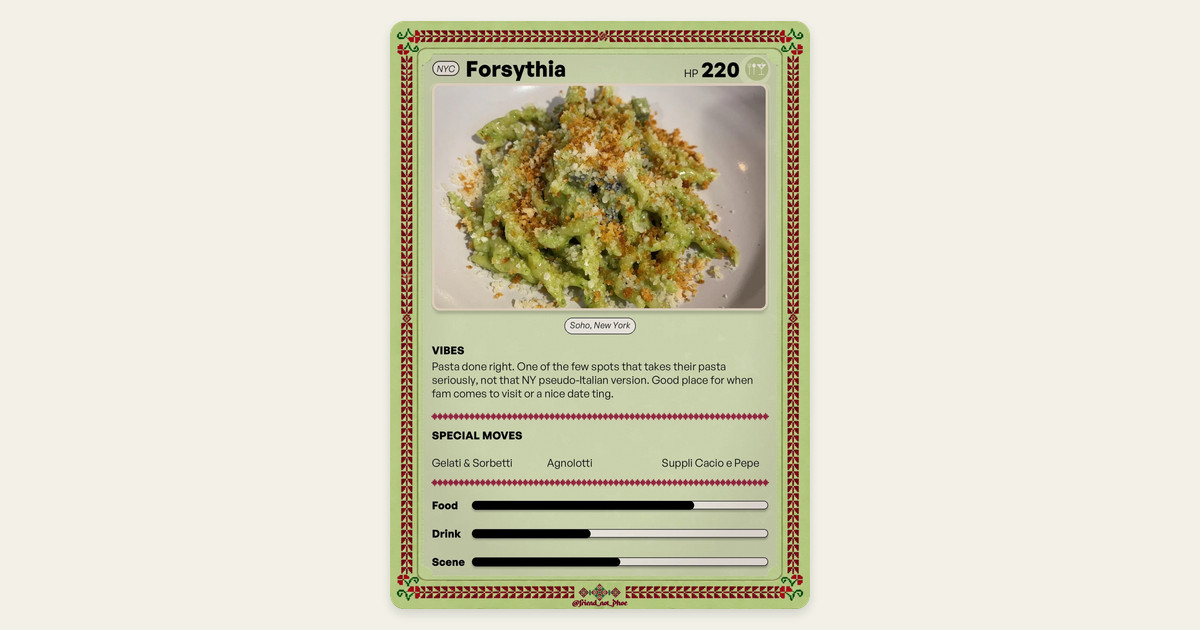 NYC Forsythia HP 220
Soho, New York
VIBES
Pasta done right. One of the few spots that takes their pasta
seriously, not that NY pseudo-Italian version. Good place for when
fam comes to visit or a nice date ting.
SPECIAL MOVES
Gelati & Sorbetti Agnolotti Suppli Cacio e Pepe
Food
Drink
Scene
@friend_not_phoe